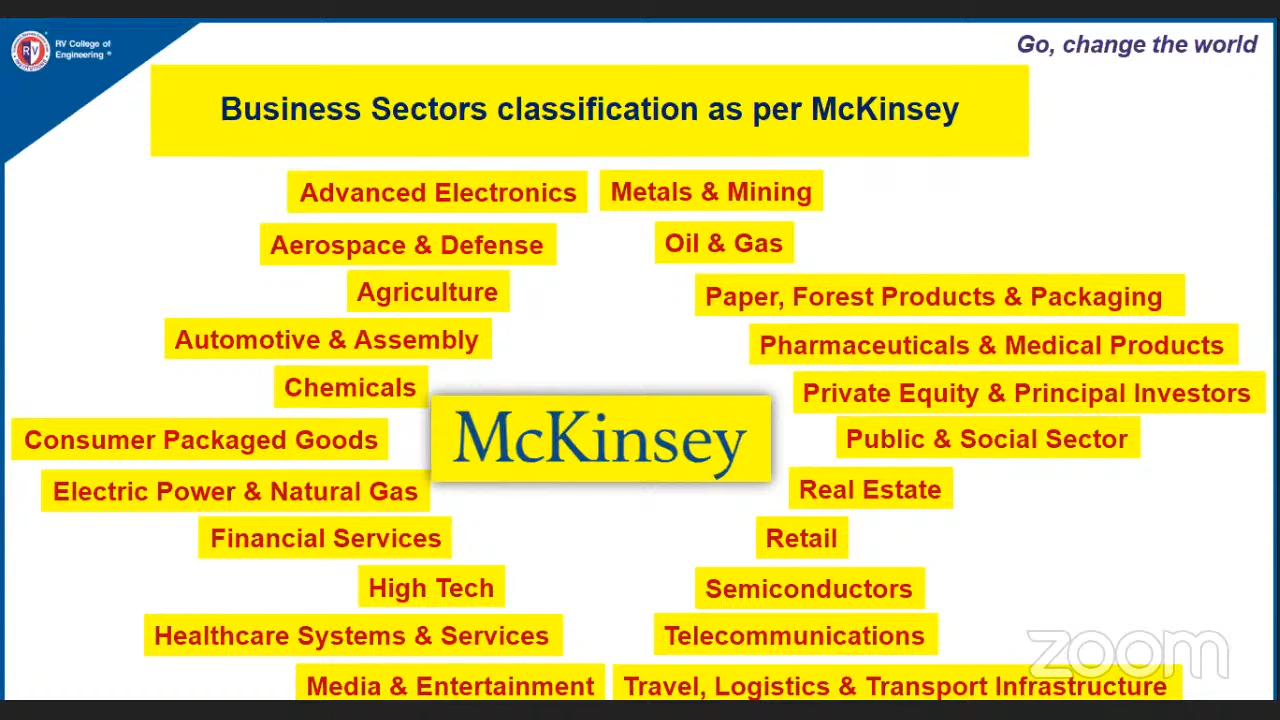 RV College of
Engineering
Go, change the world
Business Sectors classification as per McKinsey
Advanced Electronics
Aerospace & Defense
Agriculture
Automotive & Assembly
Chemicals
Consumer Packaged Goods
Electric Power & Natural Gas
Financial Services
High Tech
Healthcare Systems & Services
Media & Entertainment
McKinsey
Metals & Mining
Oil & Gas
Paper, Forest Products & Packaging
Pharmaceuticals & Medical Products
Private Equity & Principal Investors
Public & Social Sector
Real Estate
Retail
Semiconductors
Telecommunications
Travel, Logistics & Transport Infrastructure
zoom